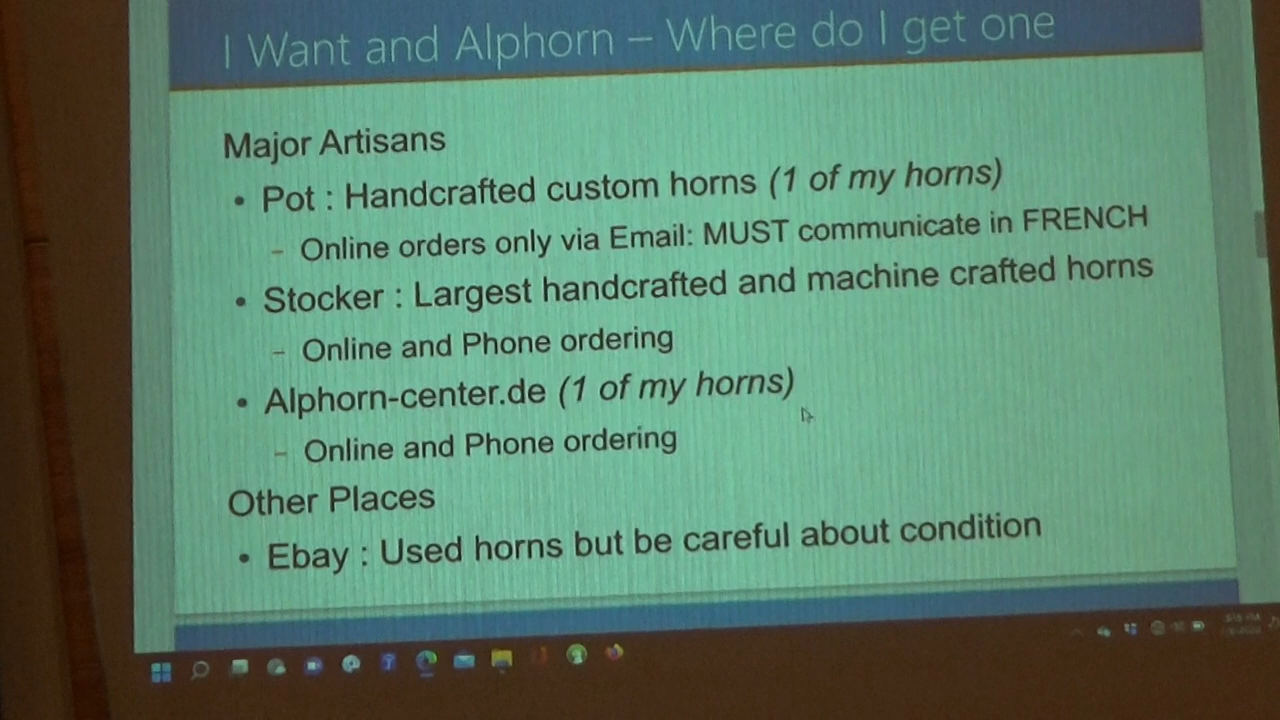 I Want and Alphorn – Where do I get one
Major Artisans
• Pot : Handcrafted custom horns (1 of my horns)
– Online orders only via Email: MUST communicate in FRENCH
• Stocker : Largest handcrafted and machine crafted horns
– Online and Phone ordering
• Alphorn-center.de (1 of my horns)
– Online and Phone ordering
Other Places
• Ebay : Used horns but be careful about condition